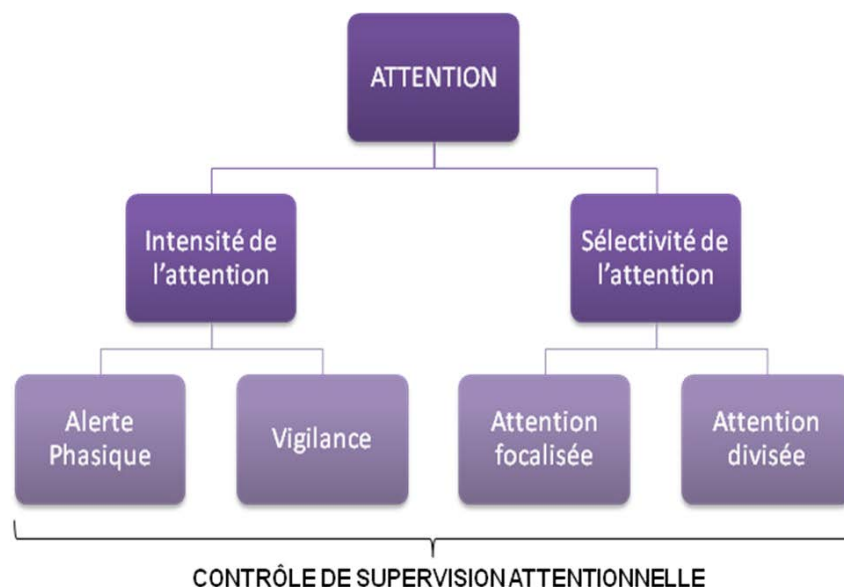 ATTENTION
Intensité de
l'attention
Sélectivité de
l'attention
Alerte
Phasique
Vigilance
Attention
focalisée
Attention
divisée
CONTRÔLE DE SUPERVISION ATTENTIONNELLE